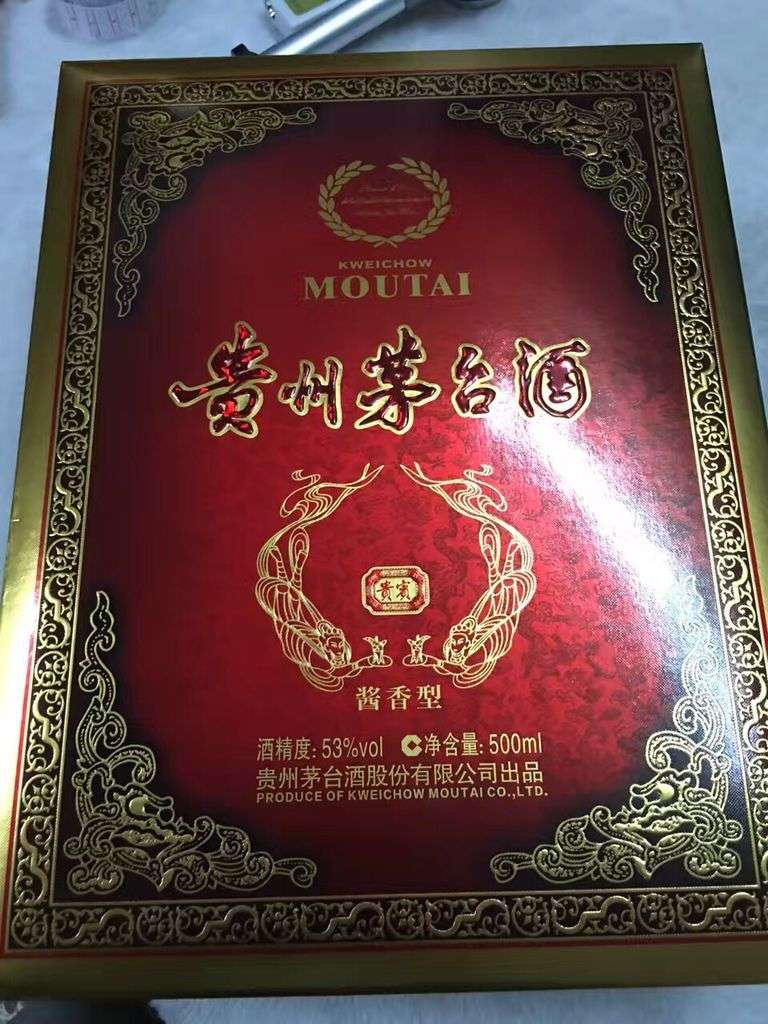 KWEICHOW
MOUTAI
贵州茅台酒
贵宾
酱香型
酒精度: 53%vol 净含量: 500ml
贵州茅台酒股份有限公司出品
PRODUCE OF KWEICHOW MOUTAI CO.,LTD.